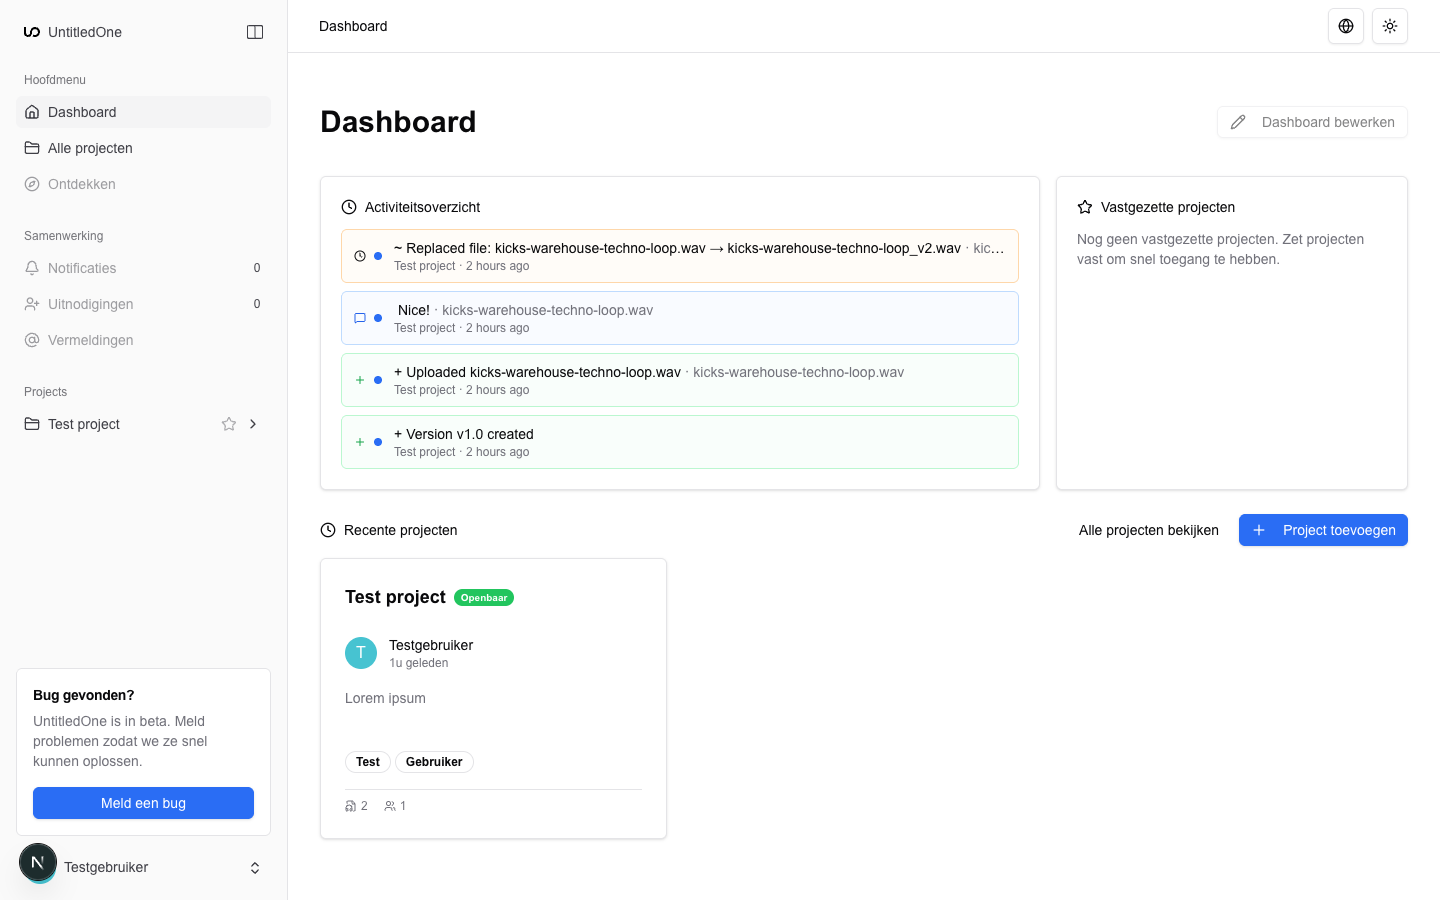 UntitledOne
Hoofdmenu
Dashboard
Alle projecten
Ontdekken
Samenwerking
Notificaties 0
Uitnodigingen 0
Vermeldingen
Projects
Test project
Bug gevonden?
UntitledOne is in beta. Meld
problemen zodat we ze snel
kunnen oplossen.
Meld een bug
N
Testgebruiker
Dashboard
Dashboard
Dashboard bewerken
Activiteitsoverzicht
~ Replaced file: kicks-warehouse-techno-loop.wav → kicks-warehouse-techno-loop_v2.wav · kic…
Test project · 2 hours ago
Nice! · kicks-warehouse-techno-loop.wav
Test project · 2 hours ago
+ Uploaded kicks-warehouse-techno-loop.wav · kicks-warehouse-techno-loop.wav
Test project · 2 hours ago
+ Version v1.0 created
Test project · 2 hours ago
Vastgezette projecten
Nog geen vastgezette projecten. Zet projecten
vast om snel toegang te hebben.
Recente projecten
Alle projecten bekijken
Project toevoegen
Test project Openbaar
T
Testgebruiker
1u geleden
Lorem ipsum
Test Gebruiker
2 1